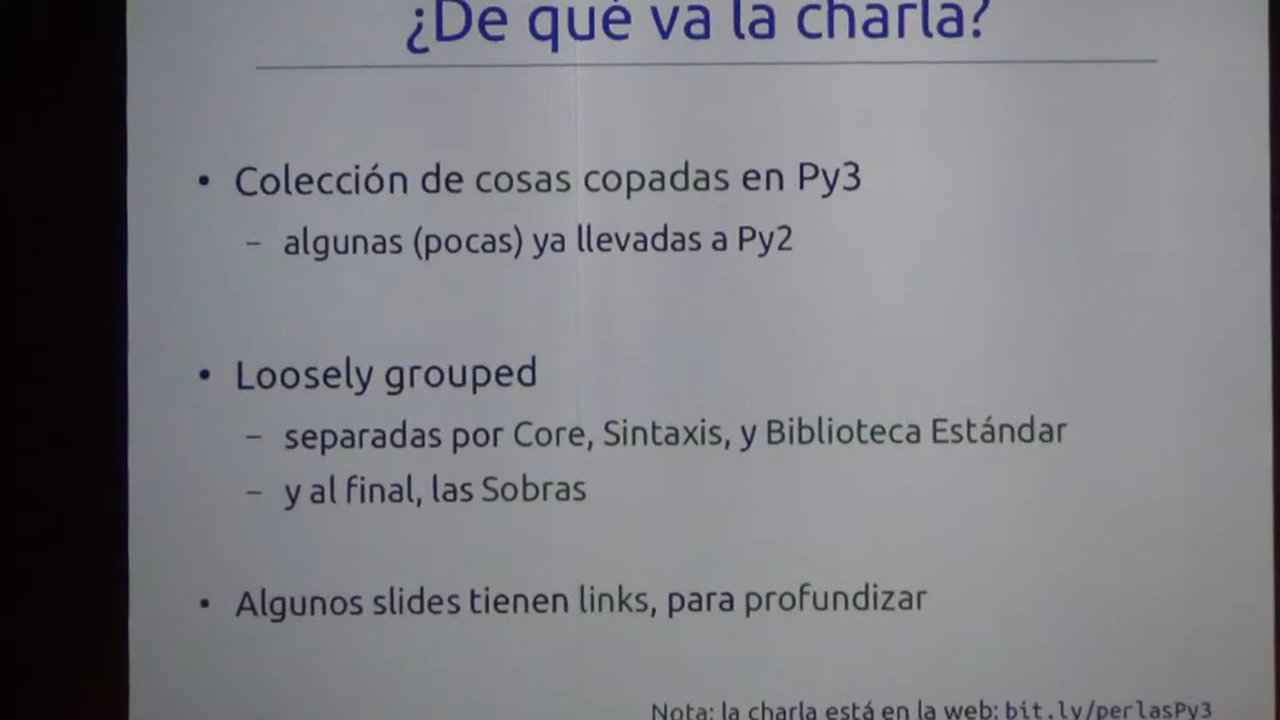 ¿De qué va la charla?
• Colección de cosas copadas en Py3
– algunas (pocas) ya llevadas a Py2
• Loosely grouped
– separadas por Core, Sintaxis, y Biblioteca Estándar
– y al final, las Sobras
• Algunos slides tienen links, para profundizar
Nota: la charla está en la web: bit.ly/perlasPy3